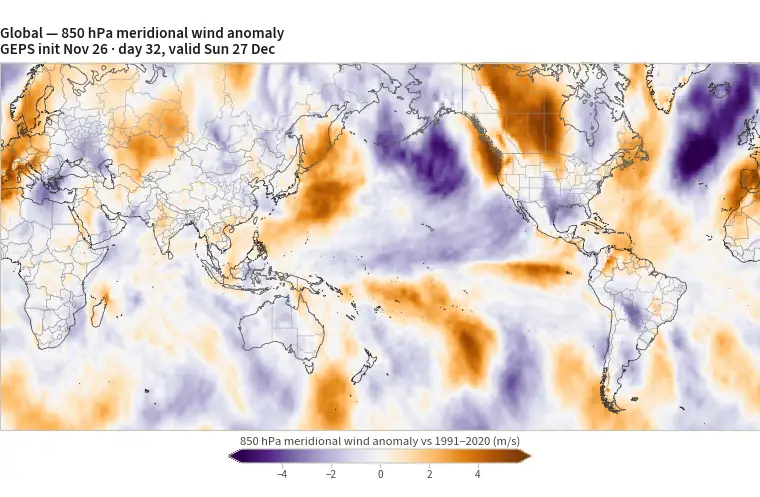 Global — 850 hPa meridional wind anomaly
GEPS init Nov 26 · day 32, valid Sun 27 Dec
850 hPa meridional wind anomaly vs 1991–2020 (m/s)
−4 −2 0 2 4